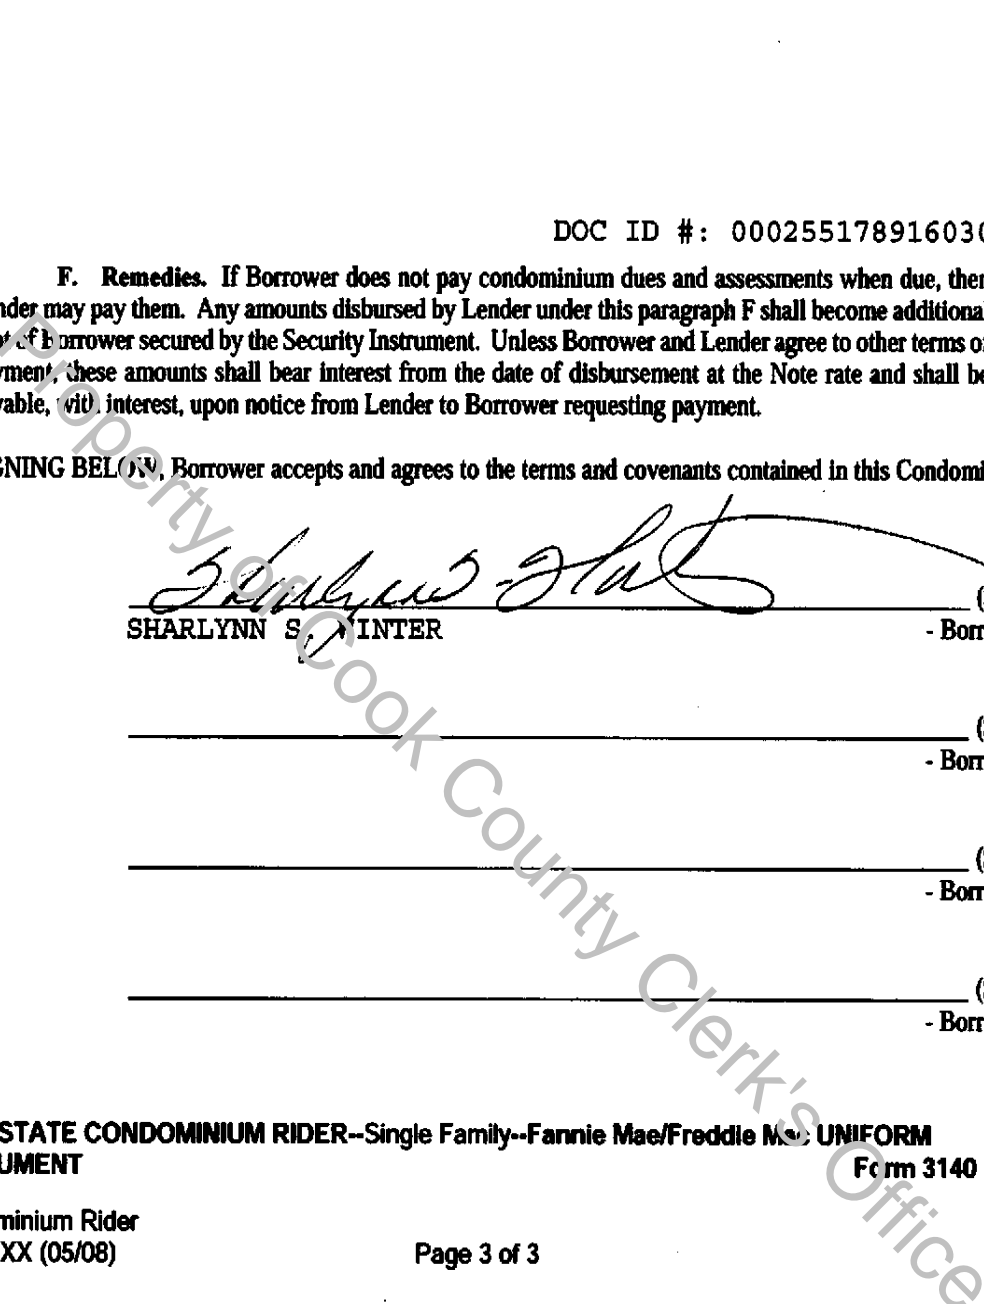 DOC ID #: 00025517891603
F. Remedies. If Borrower does not pay condominium dues and assessments when due, then
nder may pay them. Any amounts disbursed by Lender under this paragraph F shall become additional
of Borrower secured by the Security Instrument. Unless Borrower and Lender agree to other terms of
yment, these amounts shall bear interest from the date of disbursement at the Note rate and shall be
yable, with interest, upon notice from Lender to Borrower requesting payment.
GNING BELOW, Borrower accepts and agrees to the terms and covenants contained in this Condomi
SHARLYNN S. INTER
- Borr
- Borr
- Borr
- Borr
STATE CONDOMINIUM RIDER--Single Family--Fannie Mae/Freddie Mac UNIFORM
UMENT Form 3140
minium Rider
XX (05/08) Page 3 of 3
Property of Cook County Clerk's Office